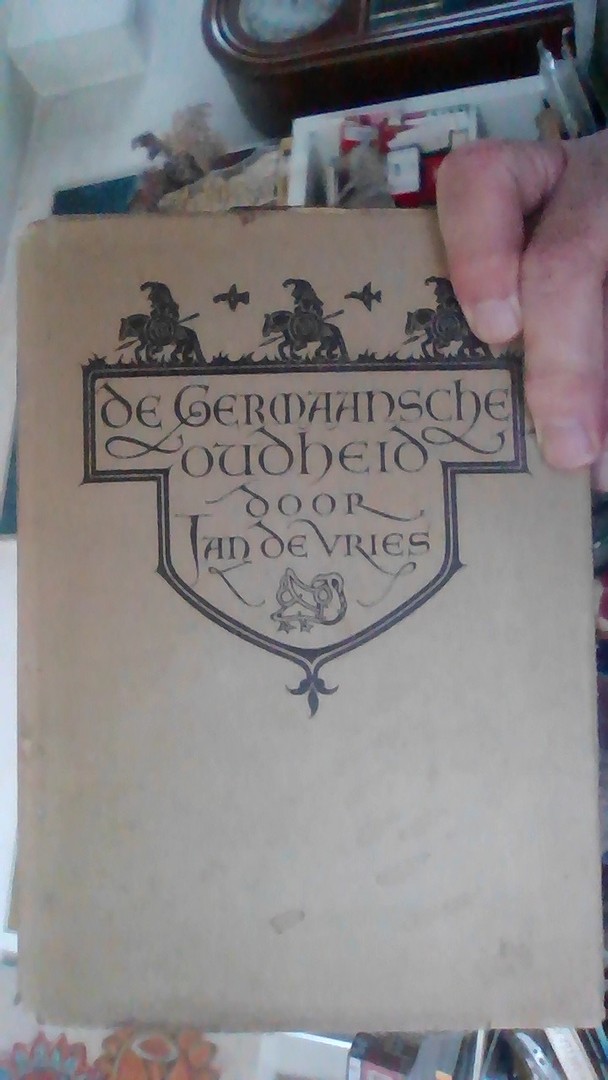 DE GERMAANSCHE
OUDHEID
DOOR
JAN DE VRIES